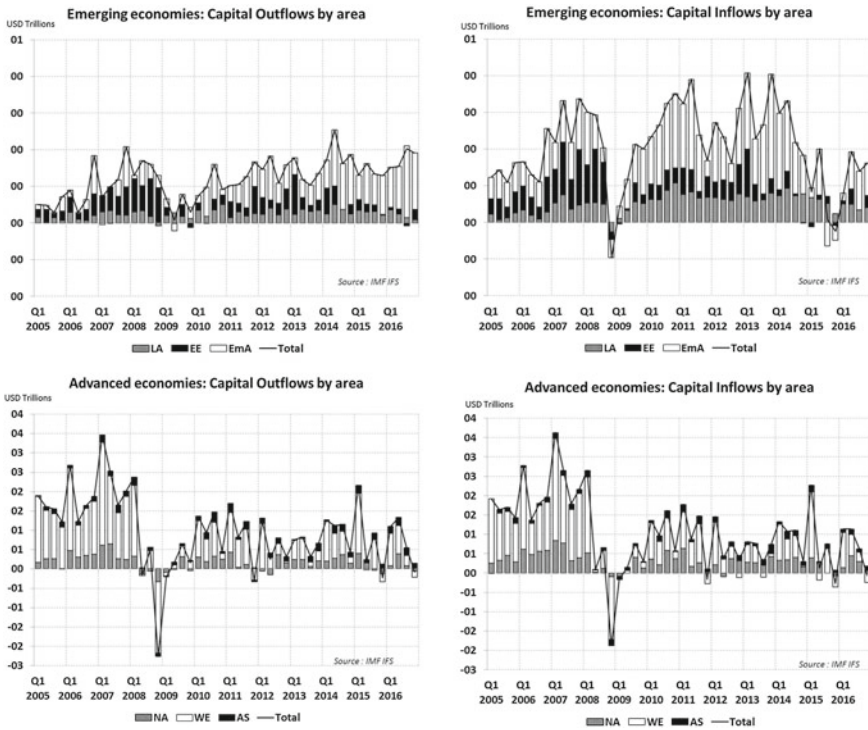 Emerging economies: Capital Outflows by area
USD Trillions
01
00
00
00
00
00
00
00
Source : IMF IFS
Q1 Q1 Q1 Q1 Q1 Q1 Q1 Q1 Q1 Q1 Q1 Q1
2005 2006 2007 2008 2009 2010 2011 2012 2013 2014 2015 2016
LA EE EmA Total
Emerging economies: Capital Inflows by area
USD Trillions
01
00
00
00
00
00
00
00
Source : IMF IFS
Q1 Q1 Q1 Q1 Q1 Q1 Q1 Q1 Q1 Q1 Q1 Q1
2005 2006 2007 2008 2009 2010 2011 2012 2013 2014 2015 2016
LA EE EmA Total
Advanced economies: Capital Outflows by area
USD Trillions
04
04
03
03
02
02
01
01
00
-01
-01
-02
-02
-03
Source : IMF IFS
Q1 Q1 Q1 Q1 Q1 Q1 Q1 Q1 Q1 Q1 Q1 Q1
2005 2006 2007 2008 2009 2010 2011 2012 2013 2014 2015 2016
NA WE AS Total
Advanced economies: Capital Inflows by area
USD Trillions
04
04
03
03
02
02
01
01
00
-01
-01
-02
-02
-03
Source : IMF IFS
Q1 Q1 Q1 Q1 Q1 Q1 Q1 Q1 Q1 Q1 Q1 Q1
2005 2006 2007 2008 2009 2010 2011 2012 2013 2014 2015 2016
NA WE AS Total